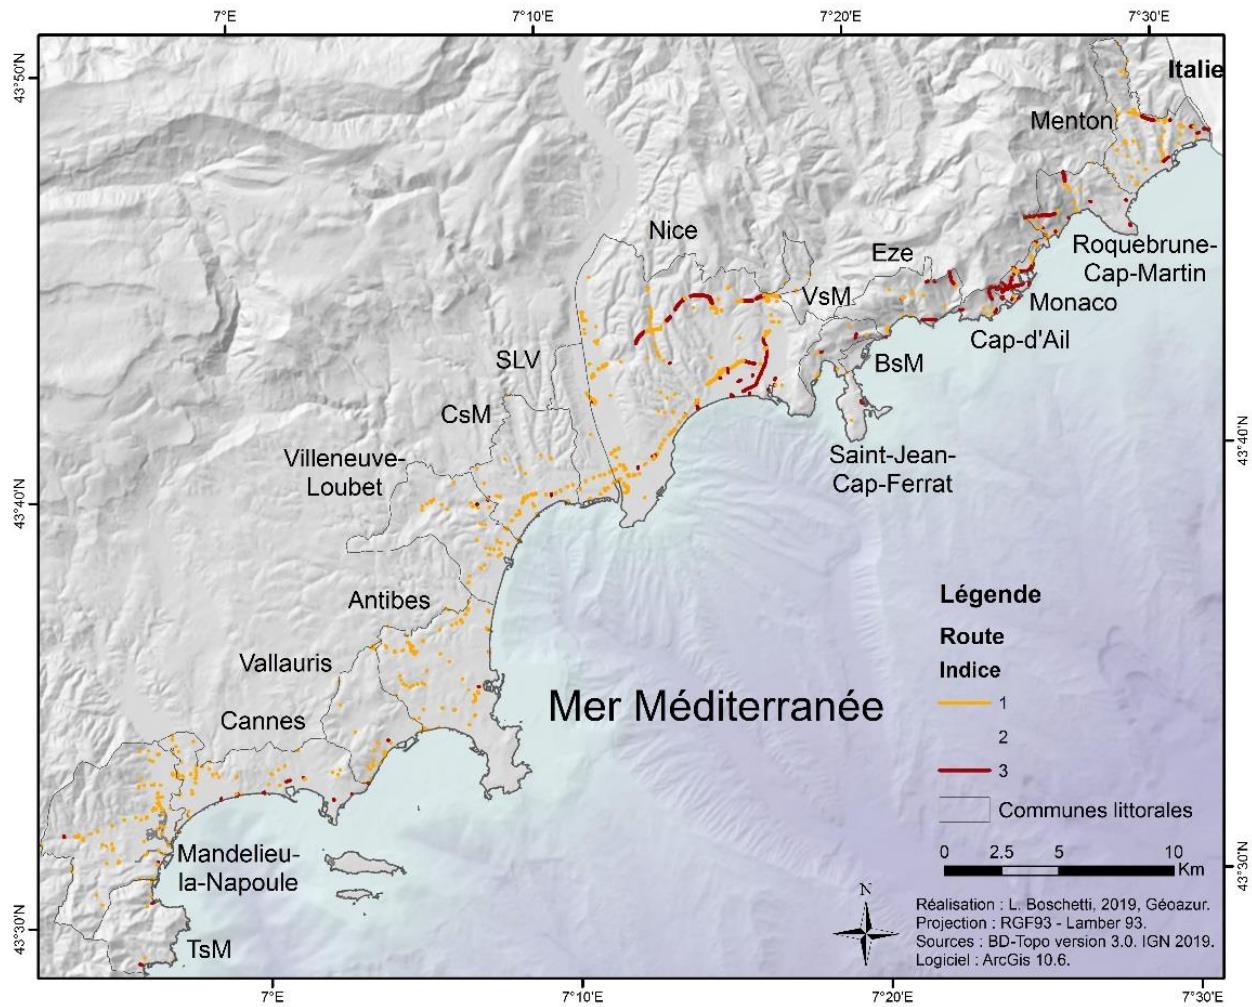 7°0'E
7°10'E
7°20'E
7°30'E
43°50'N
Italie
Menton
Nice
Eze
Roquebrune-
Cap-Martin
VsM
Monaco
Cap-d'Ail
SLV
BsM
CsM
43°40'N
Villeneuve-
Loubet
Saint-Jean-
Cap-Ferrat
43°40'N
Antibes
Légende
Route
Indice
Vallauris
1
Mer Méditerranée
Cannes
2
3
Communes littorales
0 2.5 5 10
Km
Mandelieu-
la-Napoule
43°30'N
N
Réalisation : L. Boschetti, 2019, Géoazur.
Projection : RGF93 - Lamber 93.
Sources : BD-Topo version 3.0. IGN 2019.
Logiciel : ArcGis 10.6.
43°30'N
TsM
7°0'E
7°10'E
7°20'E
7°30'E